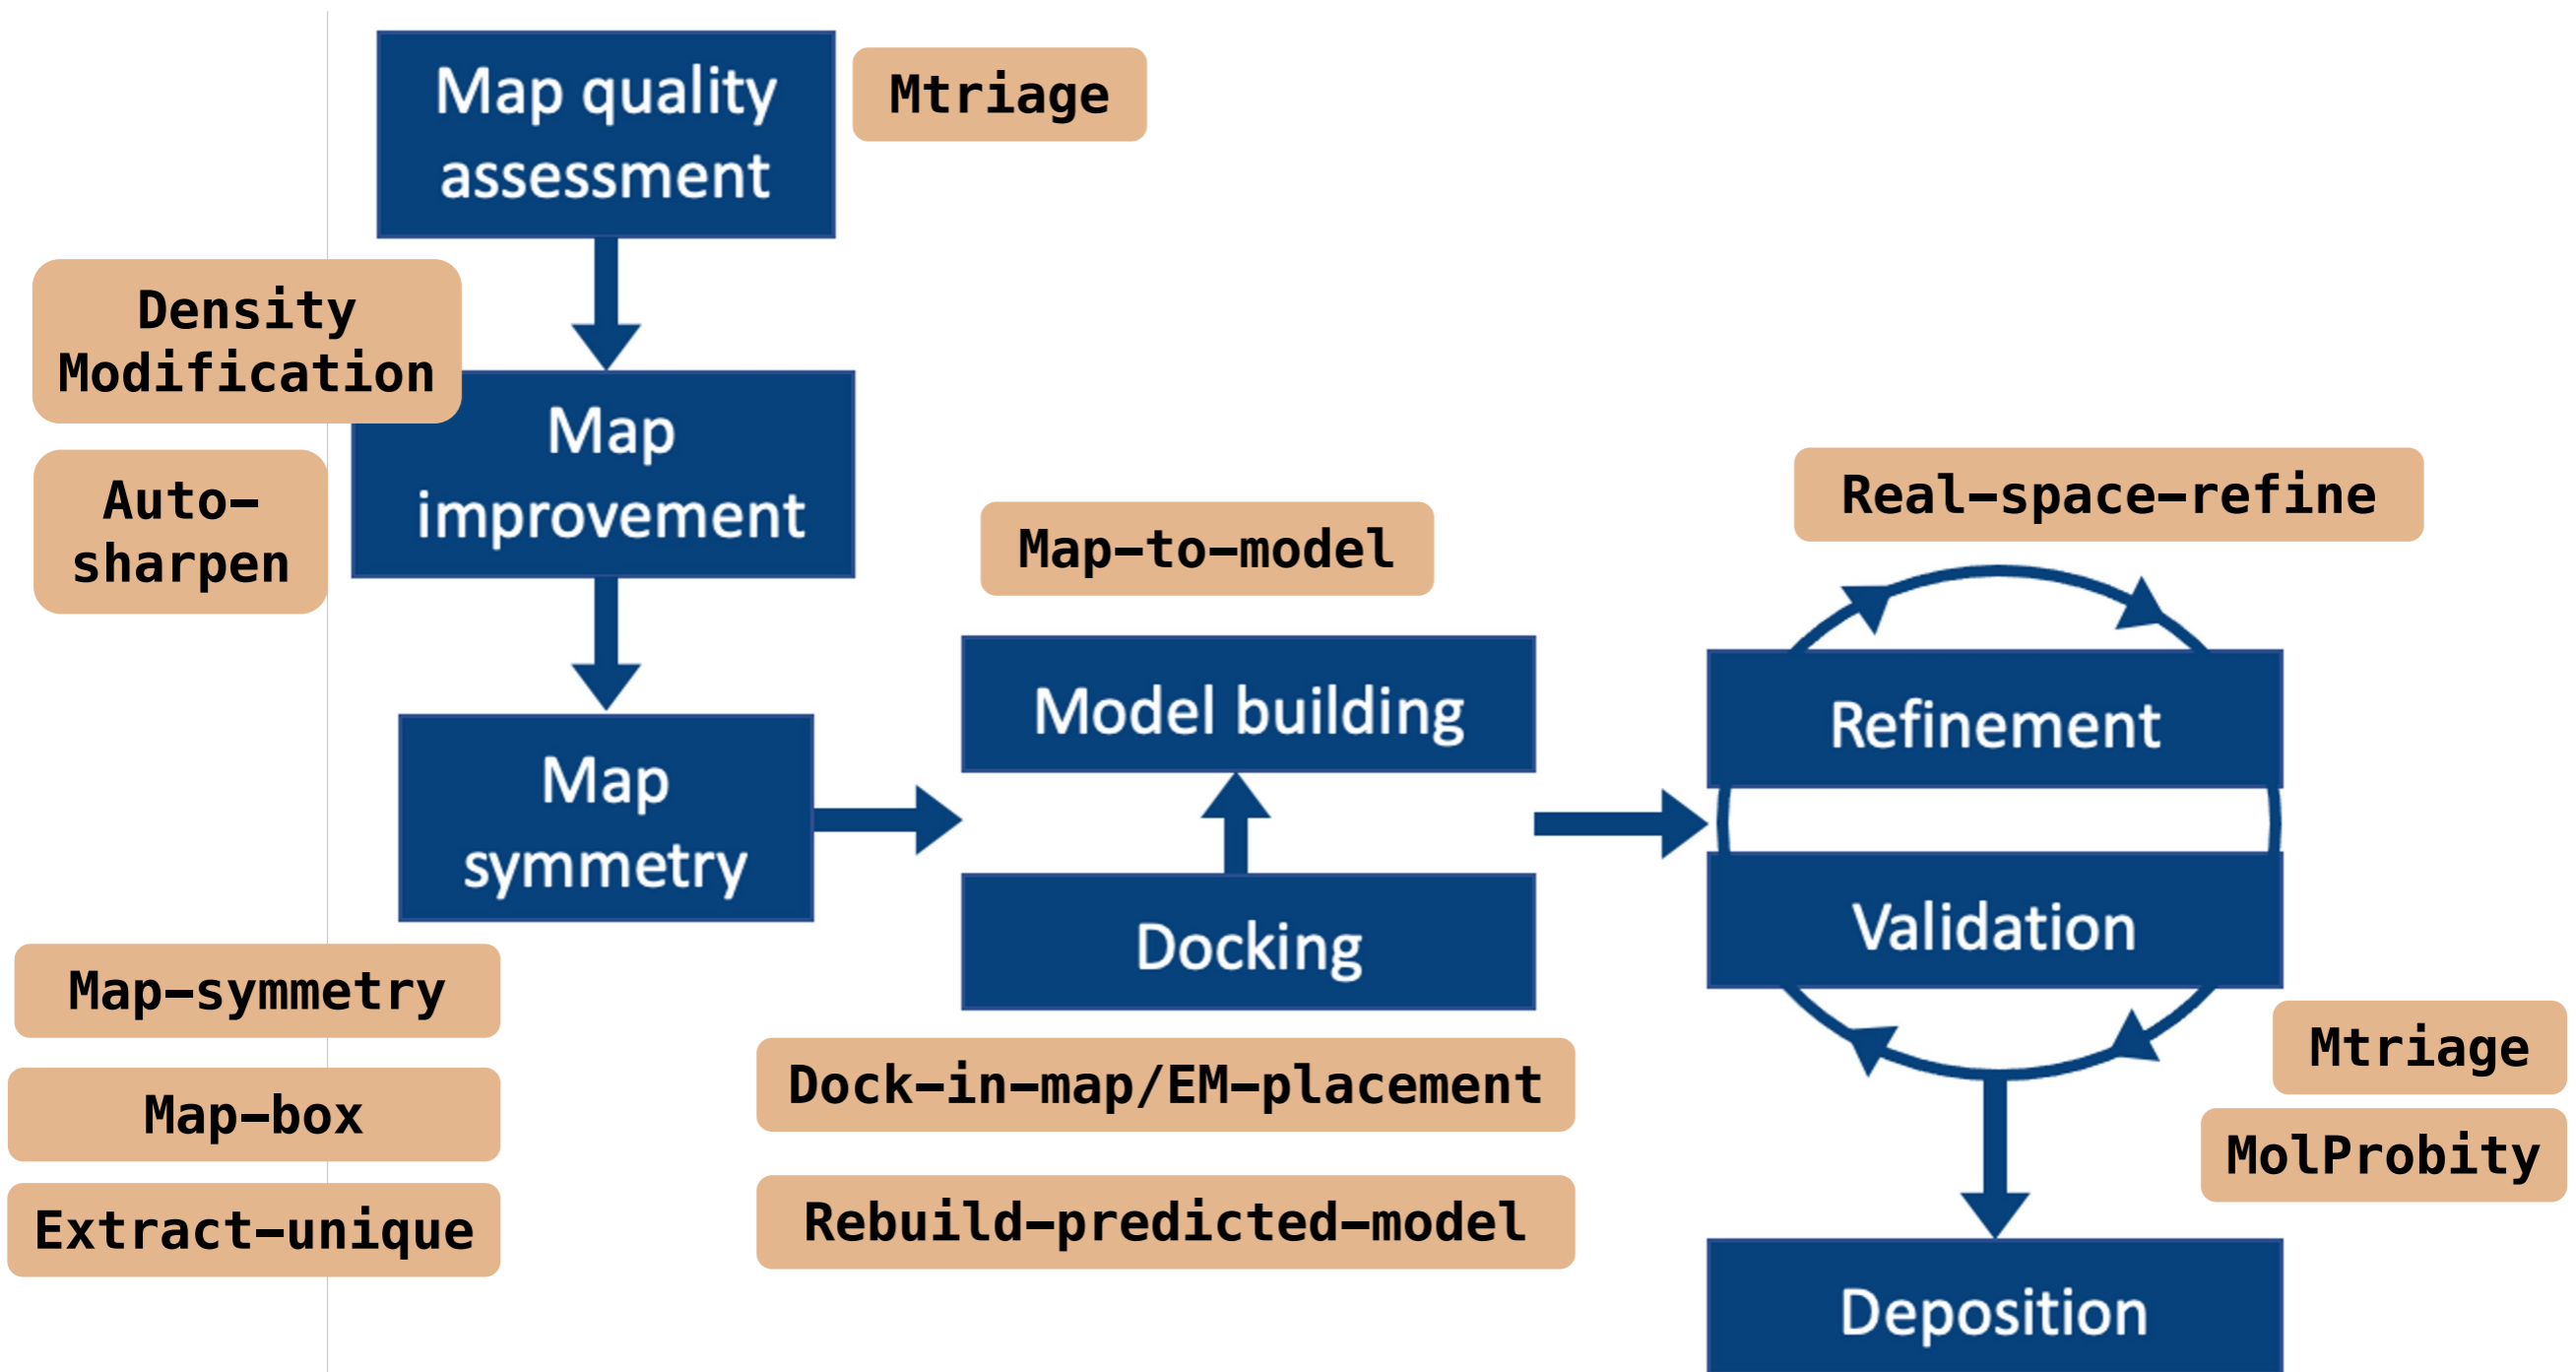 Map quality
assessment
Mtriage
Density
Modification
Map
improvement
Auto-
sharpen
Map
symmetry
Map-symmetry
Map-box
Extract-unique
Map-to-model
Model building
Docking
Dock-in-map/EM-placement
Rebuild-predicted-model
Real-space-refine
Refinement
Validation
Mtriage
MolProbity
Deposition